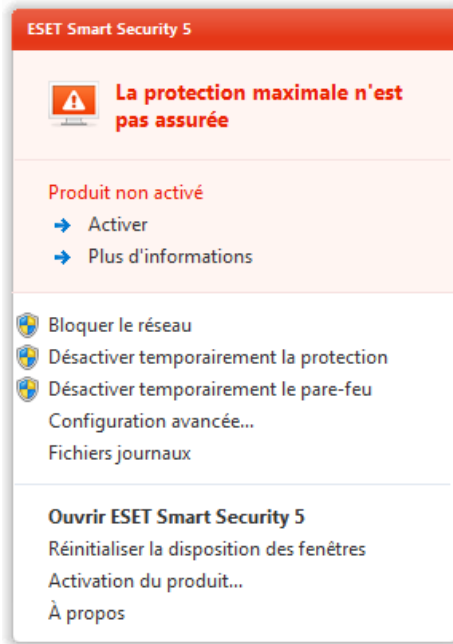 ESET Smart Security 5
La protection maximale n'est
pas assurée
Produit non activé
Activer
Plus d'informations
Bloquer le réseau
Désactiver temporairement la protection
Désactiver temporairement le pare-feu
Configuration avancée...
Fichiers journaux
Ouvrir ESET Smart Security 5
Réinitialiser la disposition des fenêtres
Activation du produit...
À propos